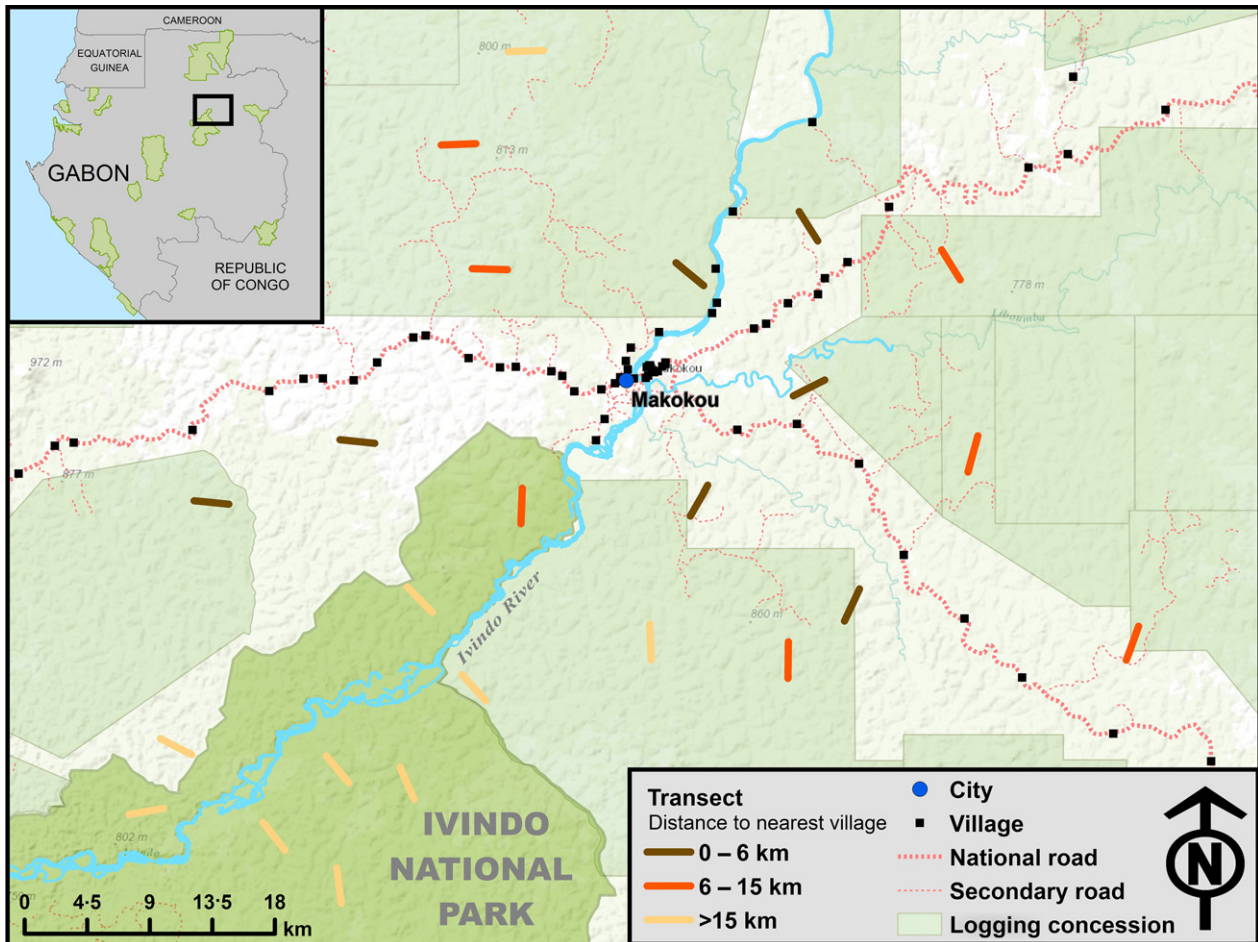 CAMEROON
EQUATORIAL
GUINEA
GABON
REPUBLIC
OF CONGO
800 m
813 m
778 m
Liboumba
972 m
877 m
Makokou
Makokou
Ivindo River
860 m
802 m
Ivindo
IVINDO
NATIONAL
PARK
0 4·5 9 13·5 18
km
Transect
Distance to nearest village
0 – 6 km
6 – 15 km
>15 km
City
Village
National road
Secondary road
Logging concession
N